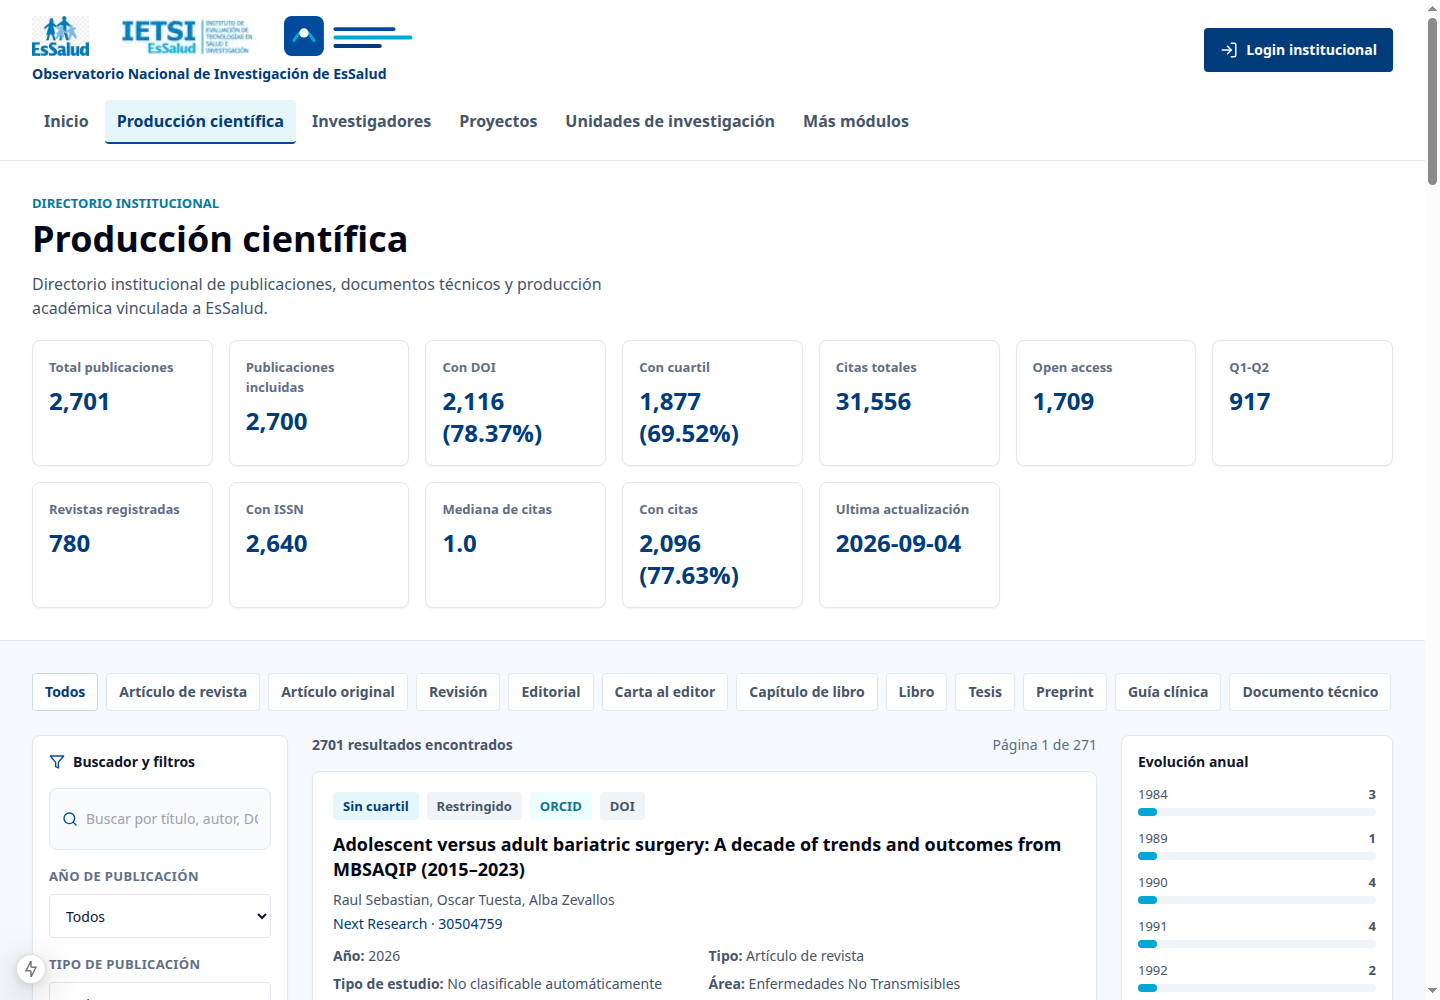 EsSalud
IETSI
EsSalud
INSTITUTO DE
EVALUACIÓN DE
TECNOLOGÍAS EN
SALUD E
INVESTIGACIÓN
Observatorio Nacional de Investigación de EsSalud
Login institucional
Inicio
Producción científica
Investigadores
Proyectos
Unidades de investigación
Más módulos
DIRECTORIO INSTITUCIONAL
Producción científica
Directorio institucional de publicaciones, documentos técnicos y producción
académica vinculada a EsSalud.
Total publicaciones
2,701
Publicaciones
incluidas
2,700
Con DOI
2,116
(78.37%)
Con cuartil
1,877
(69.52%)
Citas totales
31,556
Open access
1,709
Q1-Q2
917
Revistas registradas
780
Con ISSN
2,640
Mediana de citas
1.0
Con citas
2,096
(77.63%)
Ultima actualización
2026-09-04
Todos
Artículo de revista
Artículo original
Revisión
Editorial
Carta al editor
Capítulo de libro
Libro
Tesis
Preprint
Guía clínica
Documento técnico
Buscador y filtros
Buscar por título, autor, DO
AÑO DE PUBLICACIÓN
Todos
TIPO DE PUBLICACIÓN
2701 resultados encontrados
Página 1 de 271
Sin cuartil
Restringido
ORCID
DOI
Adolescent versus adult bariatric surgery: A decade of trends and outcomes from
MBSAQIP (2015–2023)
Raul Sebastian, Oscar Tuesta, Alba Zevallos
Next Research · 30504759
Año: 2026
Tipo: Artículo de revista
Tipo de estudio: No clasificable automáticamente
Área: Enfermedades No Transmisibles
Evolución anual
1984 3
1989 1
1990 4
1991 4
1992 2